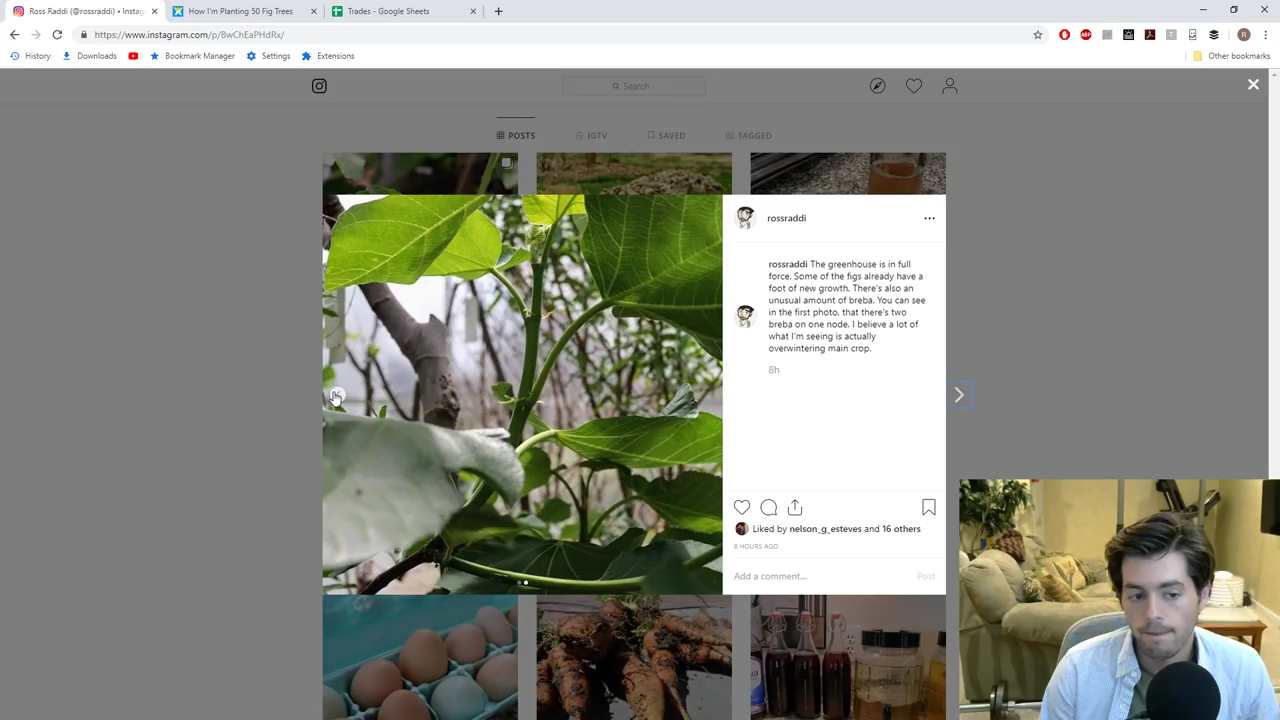 Ross Raddi (@rossraddi) • Instag
How I'm Planting 50 Fig Trees
Trades - Google Sheets
https://www.instagram.com/p/BwChEaPHdRx/
History
Downloads
Bookmark Manager
Settings
Extensions
Other bookmarks
Search
POSTS
IGTV
SAVED
TAGGED
rossraddi
rossraddi The greenhouse is in full
force. Some of the figs already have a
foot of new growth. There's also an
unusual amount of breba. You can see
in the first photo, that there's two
breba on one node. I believe a lot of
what I'm seeing is actually
overwintering main crop.
8h
Liked by nelson_g_esteves and 16 others
8 HOURS AGO
Add a comment...
Post